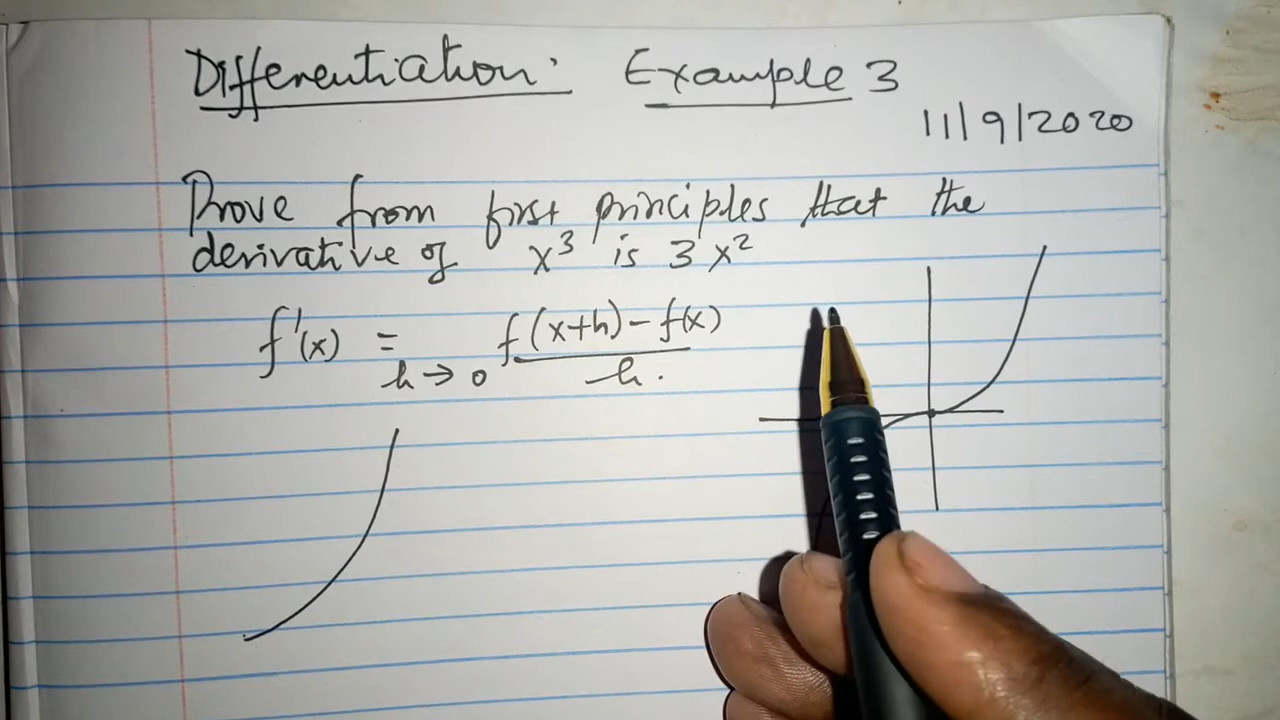 Differentiation. Example 3
11/9/2020
Prove from first principles that the
derivative of x³ is 3x²
f'(x) = f(x+h) - f(x)
h → 0 h.